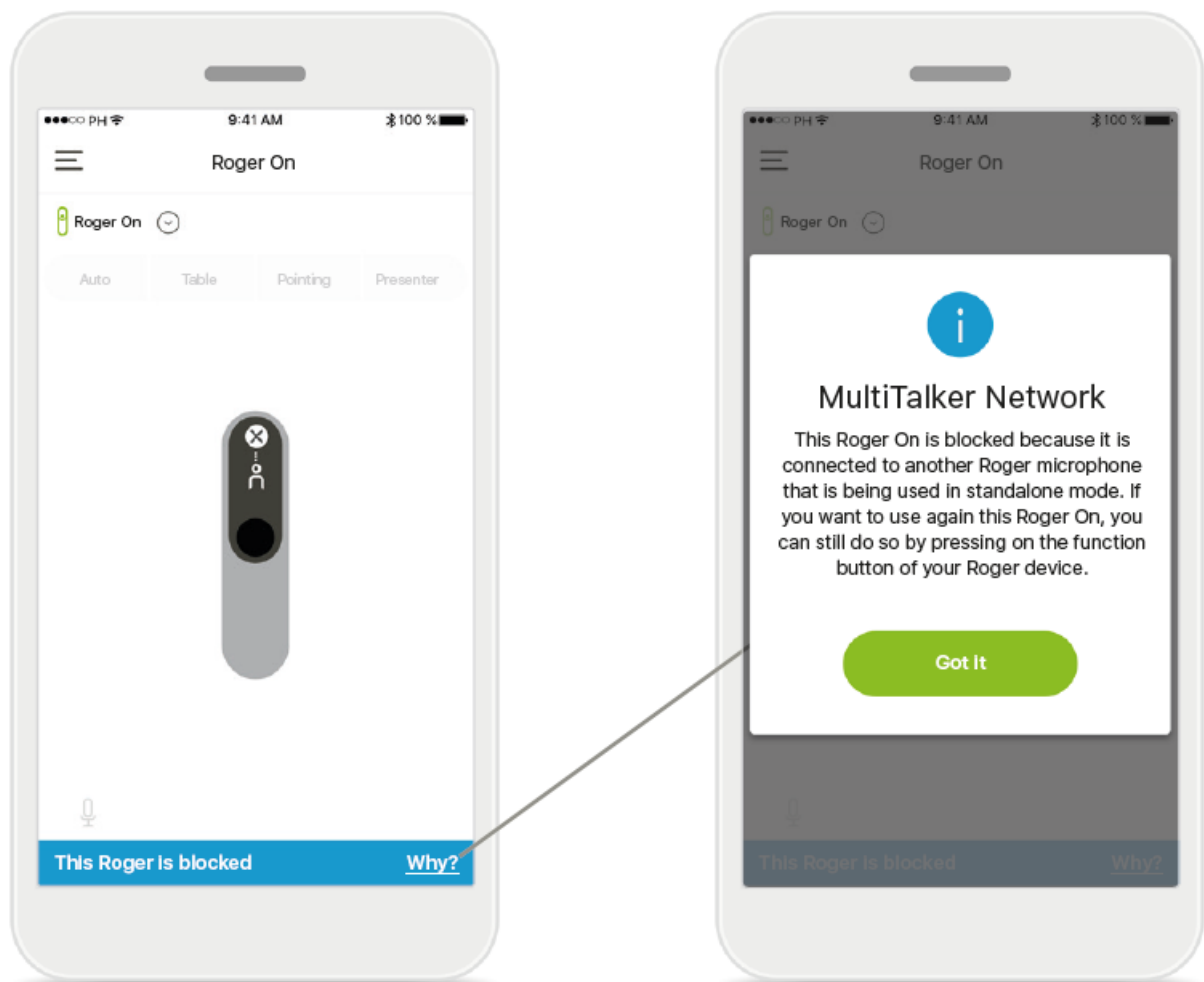 PH 9:41 AM 100 %
Roger On
Roger On
Auto Table Pointing Presenter
on
This Roger is blocked Why?
PH 9:41 AM 100 %
Roger On
Roger On
i
MultiTalker Network
This Roger On is blocked because it is
connected to another Roger microphone
that is being used in standalone mode. If
you want to use again this Roger On, you
can still do so by pressing on the function
button of your Roger device.
Got it
This Roger is blocked Why?